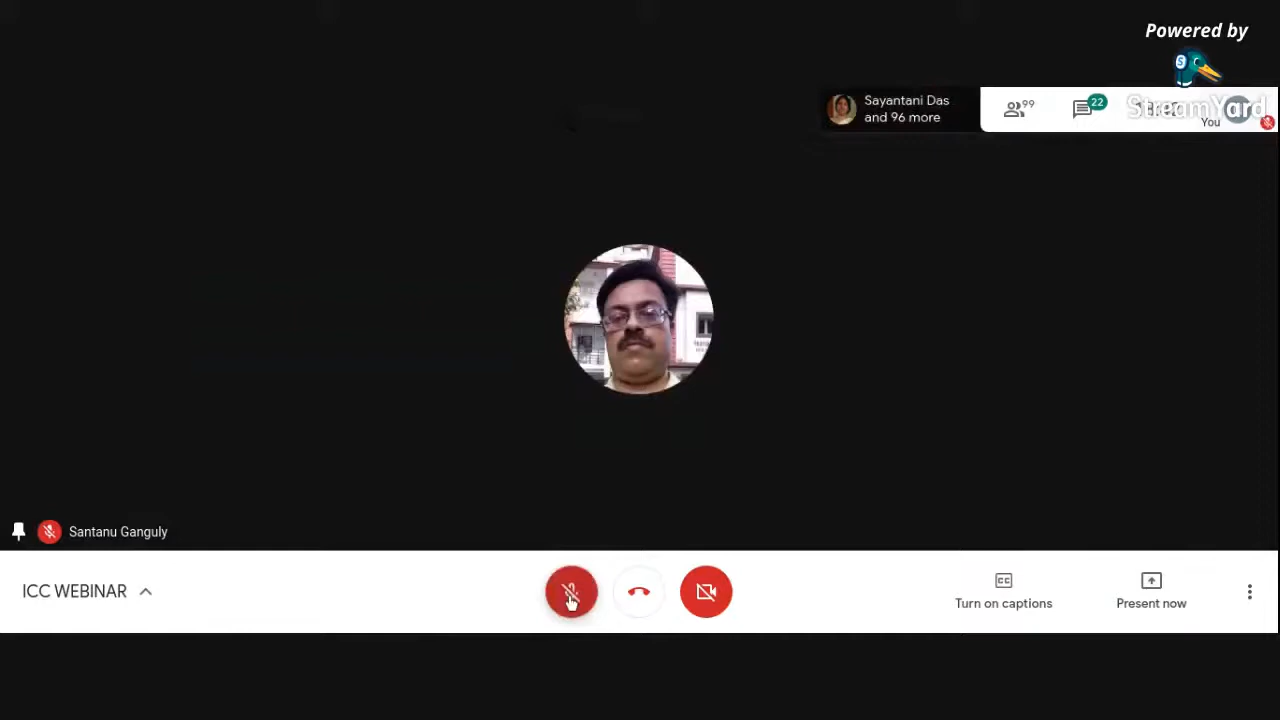 Powered by
StreamYard
Sayantani Das
and 96 more
99
22
You
Santanu Ganguly
ICC WEBINAR
CC
Turn on captions
Present now